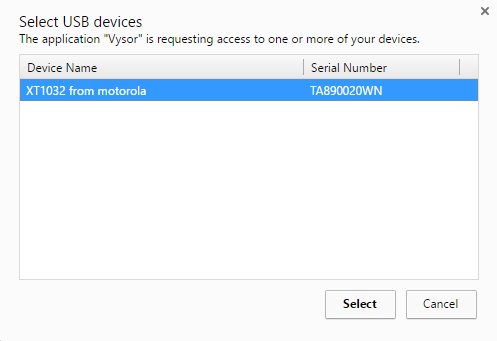 Select USB devices
The application "Vysor" is requesting access to one or more of your devices.
Device Name Serial Number
XT1032 from motorola TA890020WN
Select Cancel